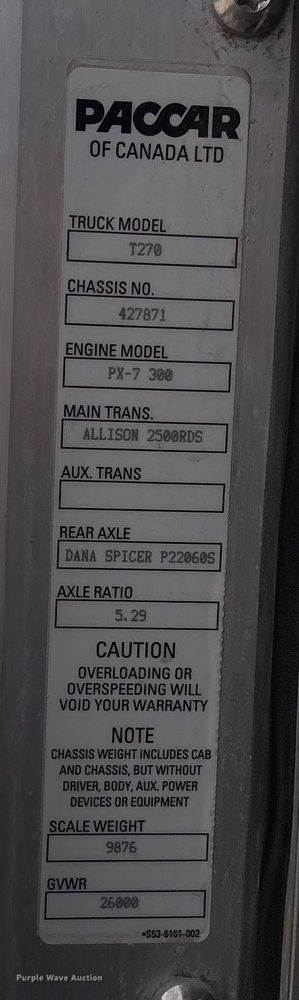 PACCAR
OF CANADA LTD
TRUCK MODEL
T270
CHASSIS NO.
427871
ENGINE MODEL
PX-7 300
MAIN TRANS.
ALLISON 2500RDS
AUX. TRANS
REAR AXLE
DANA SPICER P22060S
AXLE RATIO
5.29
CAUTION
OVERLOADING OR
OVERSPEEDING WILL
VOID YOUR WARRANTY
NOTE
CHASSIS WEIGHT INCLUDES CAB
AND CHASSIS, BUT WITHOUT
DRIVER, BODY, AUX. POWER
DEVICES OR EQUIPMENT
SCALE WEIGHT
9876
GVWR
26000
*S53-6181-002
Purple Wave Auction